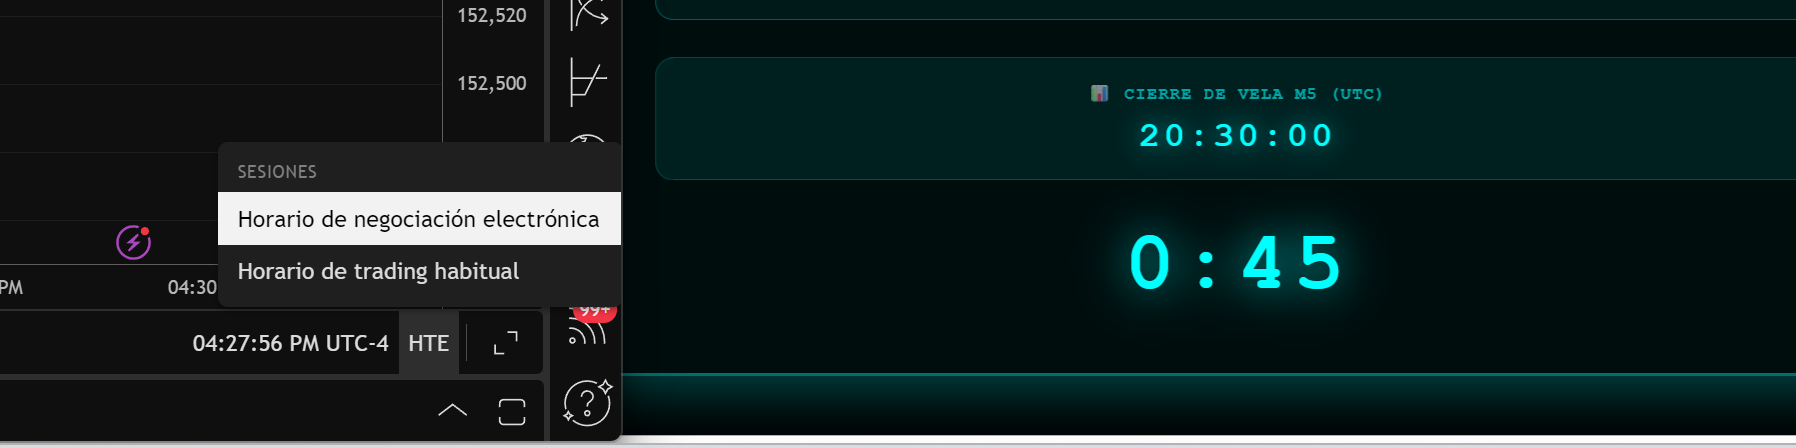 152,520
152,500
SESIONES
Horario de negociación electrónica
Horario de trading habitual
PM
04:30
99+
04:27:56 PM UTC-4
HTE
CIERRE DE VELA M5 (UTC)
20:30:00
0:45